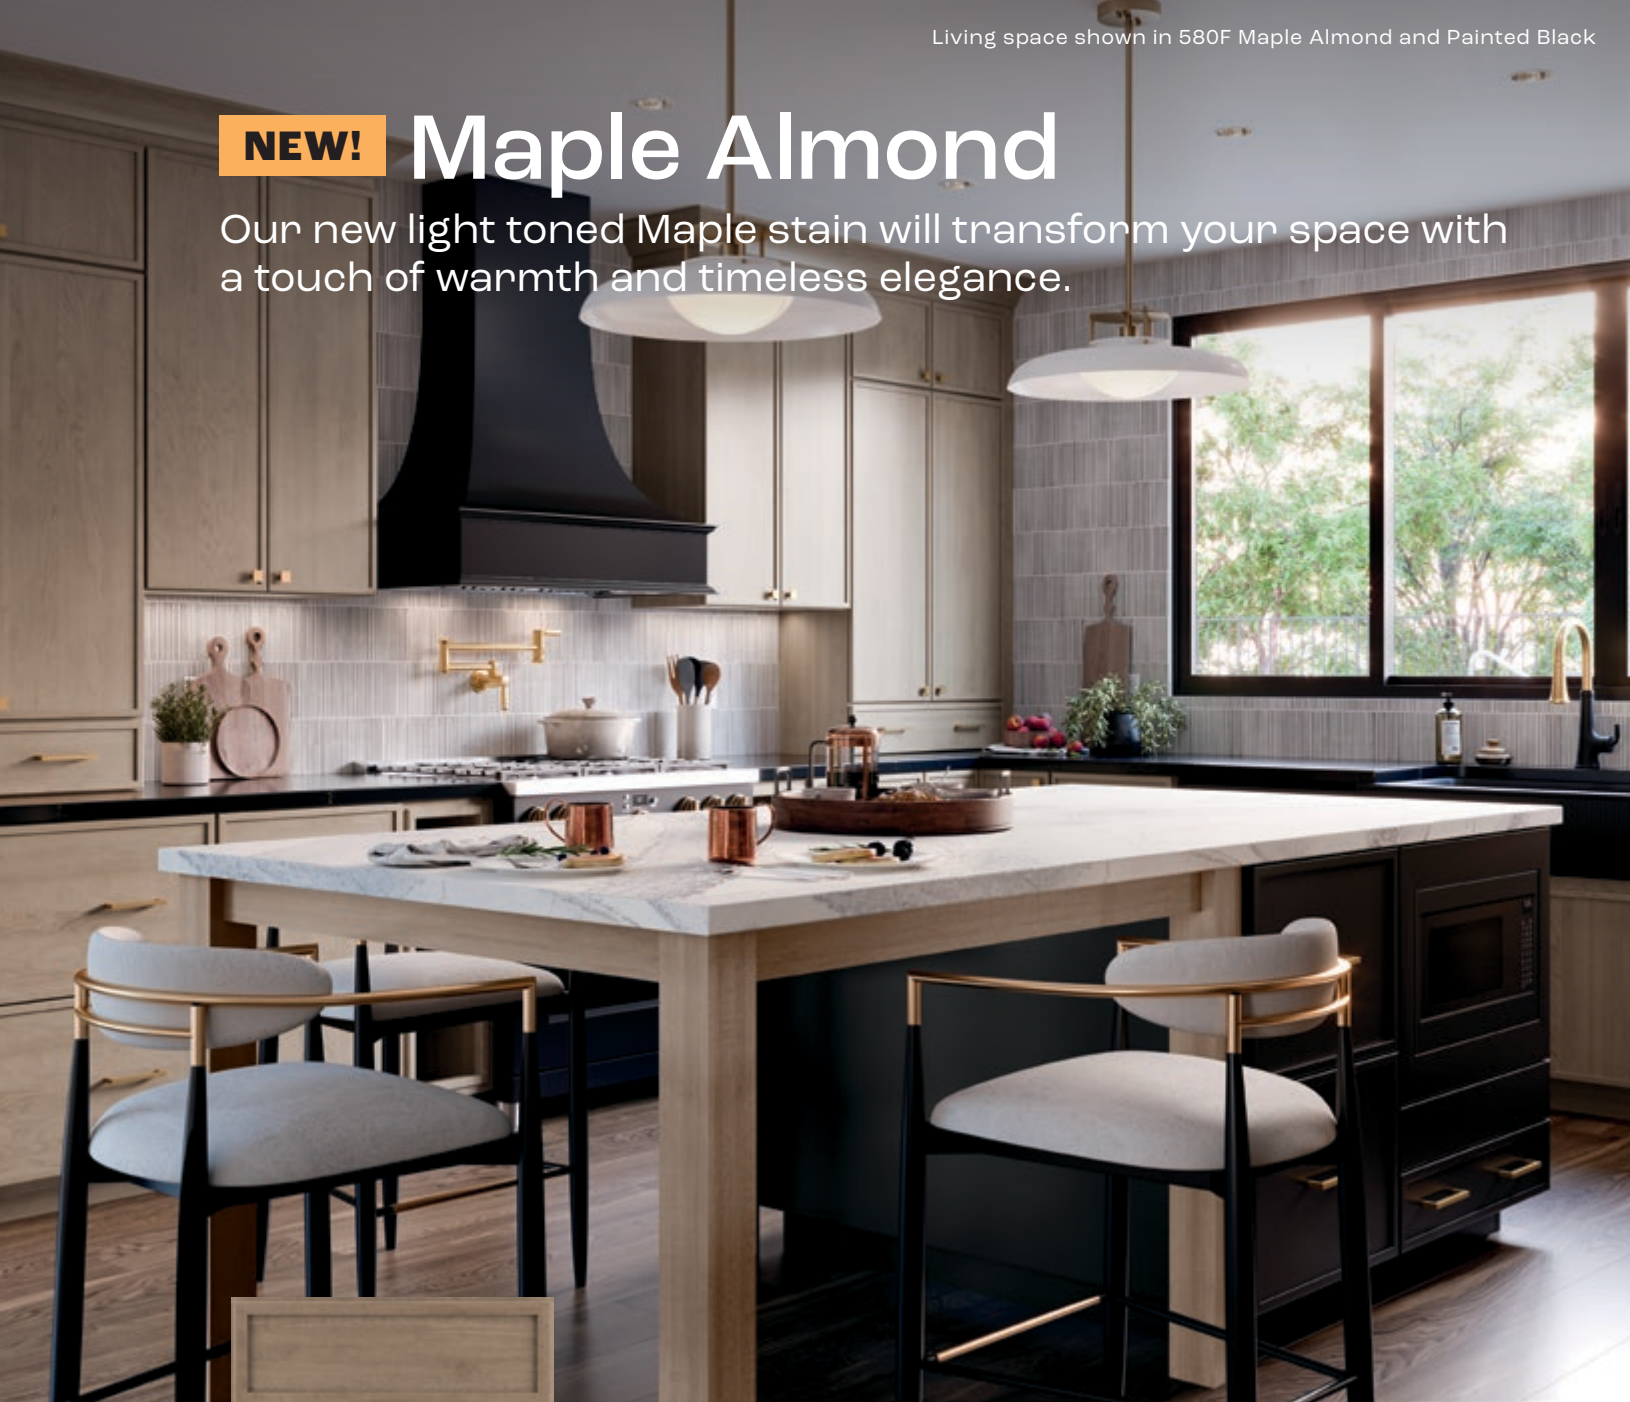 Living space shown in 580F Maple Almond and Painted Black
NEW! Maple Almond
Our new light toned Maple stain will transform your space with
a touch of warmth and timeless elegance.